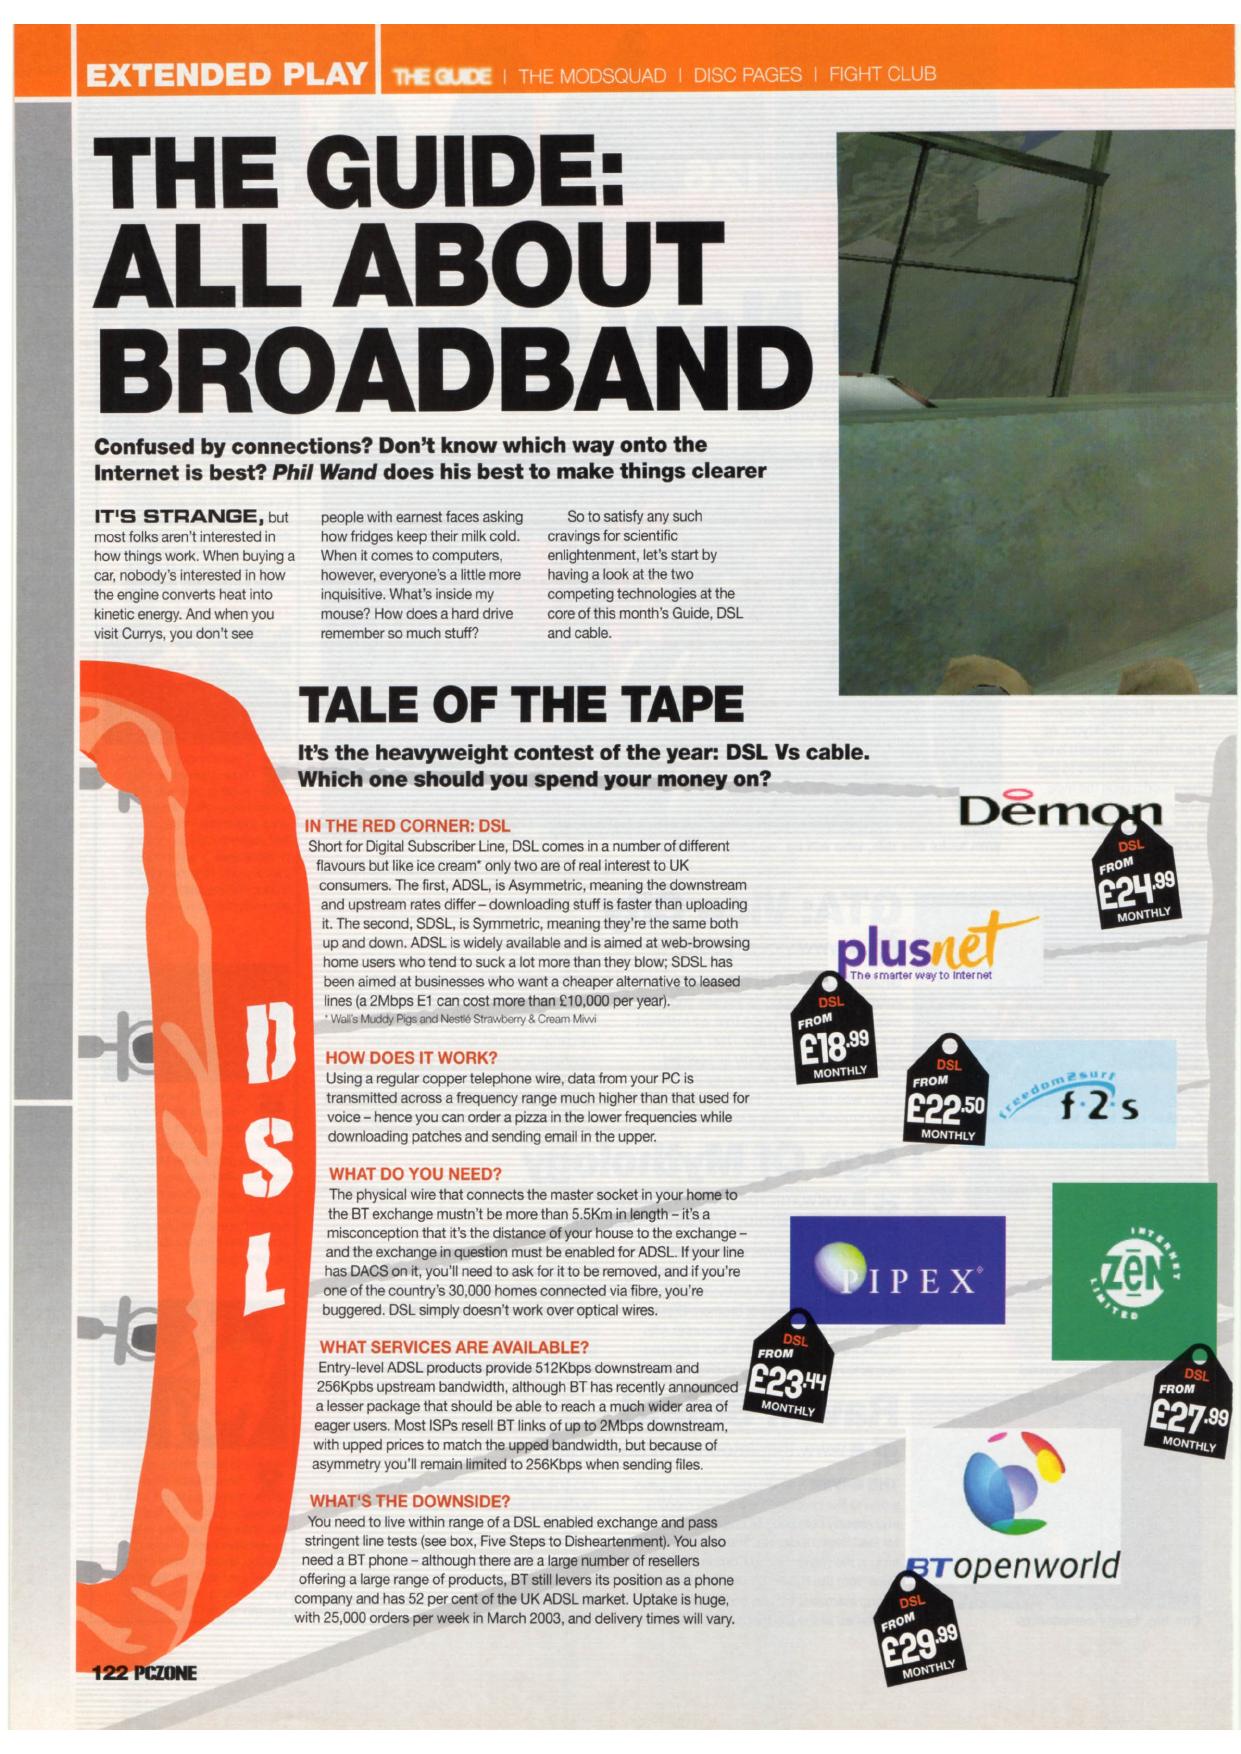 EXTENDED PLAY
THE GUIDE | THE MODSQUAD | DISC PAGES | FIGHT CLUB
THE GUIDE:
ALL ABOUT
BROADBAND
Confused by connections? Don't know which way onto the
Internet is best? Phil Wand does his best to make things clearer
IT'S STRANGE, but
most folks aren't interested in
how things work. When buying a
car, nobody's interested in how
the engine converts heat into
kinetic energy. And when you
visit Currys, you don't see
people with earnest faces asking
how fridges keep their milk cold.
When it comes to computers,
however, everyone's a little more
inquisitive. What's inside my
mouse? How does a hard drive
remember so much stuff?
So to satisfy any such
cravings for scientific
enlightenment, let's start by
having a look at the two
competing technologies at the
core of this month's Guide, DSL
and cable.
TALE OF THE TAPE
It's the heavyweight contest of the year: DSL Vs cable.
Which one should you spend your money on?
DSL
IN THE RED CORNER: DSL
Short for Digital Subscriber Line, DSL comes in a number of different
flavours but like ice cream* only two are of real interest to UK
consumers. The first, ADSL, is Asymmetric, meaning the downstream
and upstream rates differ – downloading stuff is faster than uploading
it. The second, SDSL, is Symmetric, meaning they're the same both
up and down. ADSL is widely available and is aimed at web-browsing
home users who tend to suck a lot more than they blow; SDSL has
been aimed at businesses who want a cheaper alternative to leased
lines (a 2Mbps E1 can cost more than £10,000 per year).
* Wall's Muddy Pigs and Nestlé Strawberry & Cream Mivvi
HOW DOES IT WORK?
Using a regular copper telephone wire, data from your PC is
transmitted across a frequency range much higher than that used for
voice – hence you can order a pizza in the lower frequencies while
downloading patches and sending email in the upper.
WHAT DO YOU NEED?
The physical wire that connects the master socket in your home to
the BT exchange mustn't be more than 5.5Km in length – it's a
misconception that it's the distance of your house to the exchange –
and the exchange in question must be enabled for ADSL. If your line
has DACS on it, you'll need to ask for it to be removed, and if you're
one of the country's 30,000 homes connected via fibre, you're
buggered. DSL simply doesn't work over optical wires.
WHAT SERVICES ARE AVAILABLE?
Entry-level ADSL products provide 512Kbps downstream and
256Kpbs upstream bandwidth, although BT has recently announced
a lesser package that should be able to reach a much wider area of
eager users. Most ISPs resell BT links of up to 2Mbps downstream,
with upped prices to match the upped bandwidth, but because of
asymmetry you'll remain limited to 256Kbps when sending files.
WHAT'S THE DOWNSIDE?
You need to live within range of a DSL enabled exchange and pass
stringent line tests (see box, Five Steps to Disheartenment). You also
need a BT phone – although there are a large number of resellers
offering a large range of products, BT still levers its position as a phone
company and has 52 per cent of the UK ADSL market. Uptake is huge,
with 25,000 orders per week in March 2003, and delivery times will vary.
Demon
DSL
FROM
£24.99
MONTHLY
plusnet
The smarter way to Internet
DSL
FROM
£18.99
MONTHLY
freedom2surf
f·2·s
DSL
FROM
£22.50
MONTHLY
PIPEX®
DSL
FROM
£23.44
MONTHLY
ZEN
INTERNET
LIMITED
DSL
FROM
£27.99
MONTHLY
BTopenworld
DSL
FROM
£29.99
MONTHLY
122 PCZONE